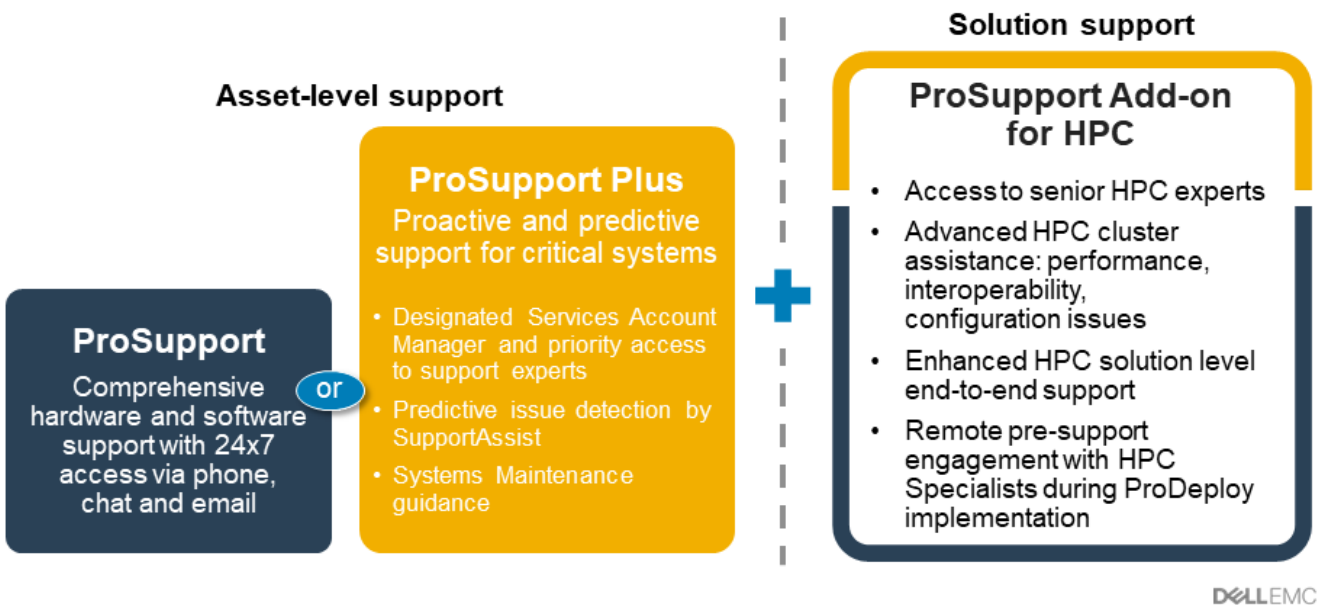 Asset-level support
ProSupport
Comprehensive
hardware and software
support with 24x7
access via phone,
chat and email
or
ProSupport Plus
Proactive and predictive
support for critical systems
• Designated Services Account
Manager and priority access
to support experts
• Predictive issue detection by
SupportAssist
• Systems Maintenance
guidance
Solution support
ProSupport Add-on
for HPC
• Access to senior HPC experts
• Advanced HPC cluster
assistance: performance,
interoperability,
configuration issues
• Enhanced HPC solution level
end-to-end support
• Remote pre-support
engagement with HPC
Specialists during ProDeploy
implementation
DELLEMC